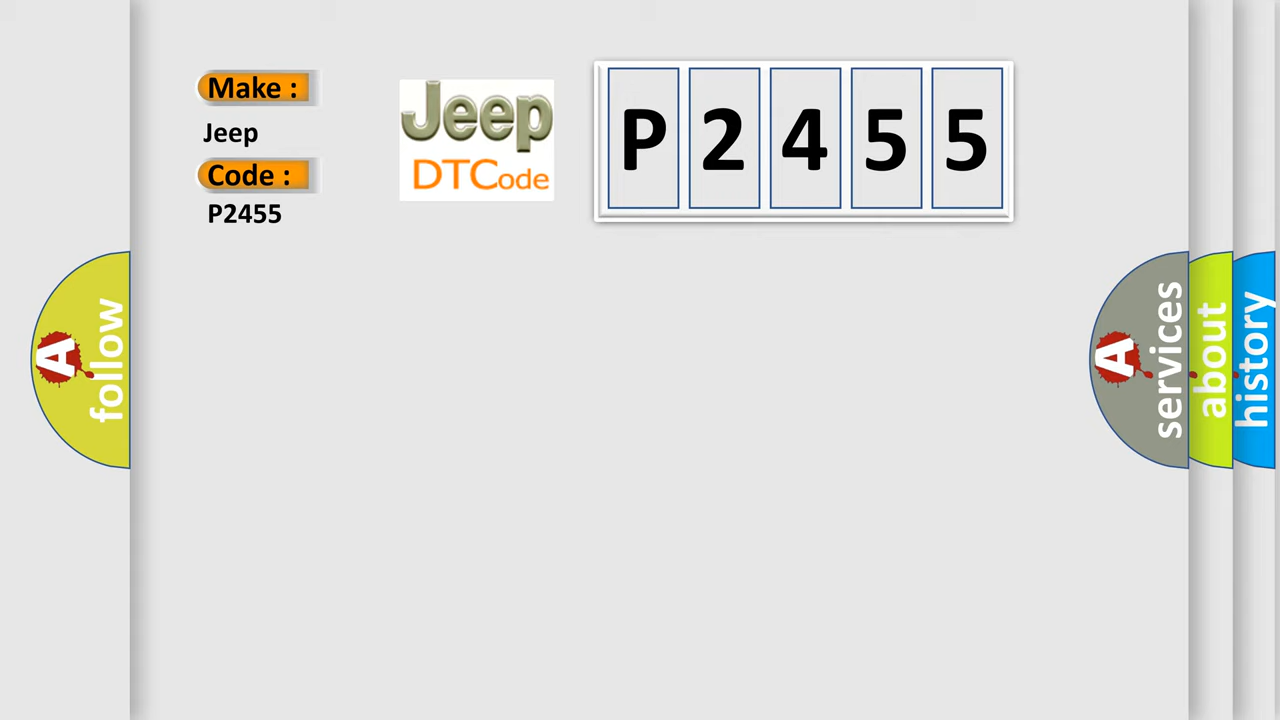 Make :
Jeep
Code :
P2455
Jeep
DTCode
P 2 4 5 5
A follow
A services
about
history